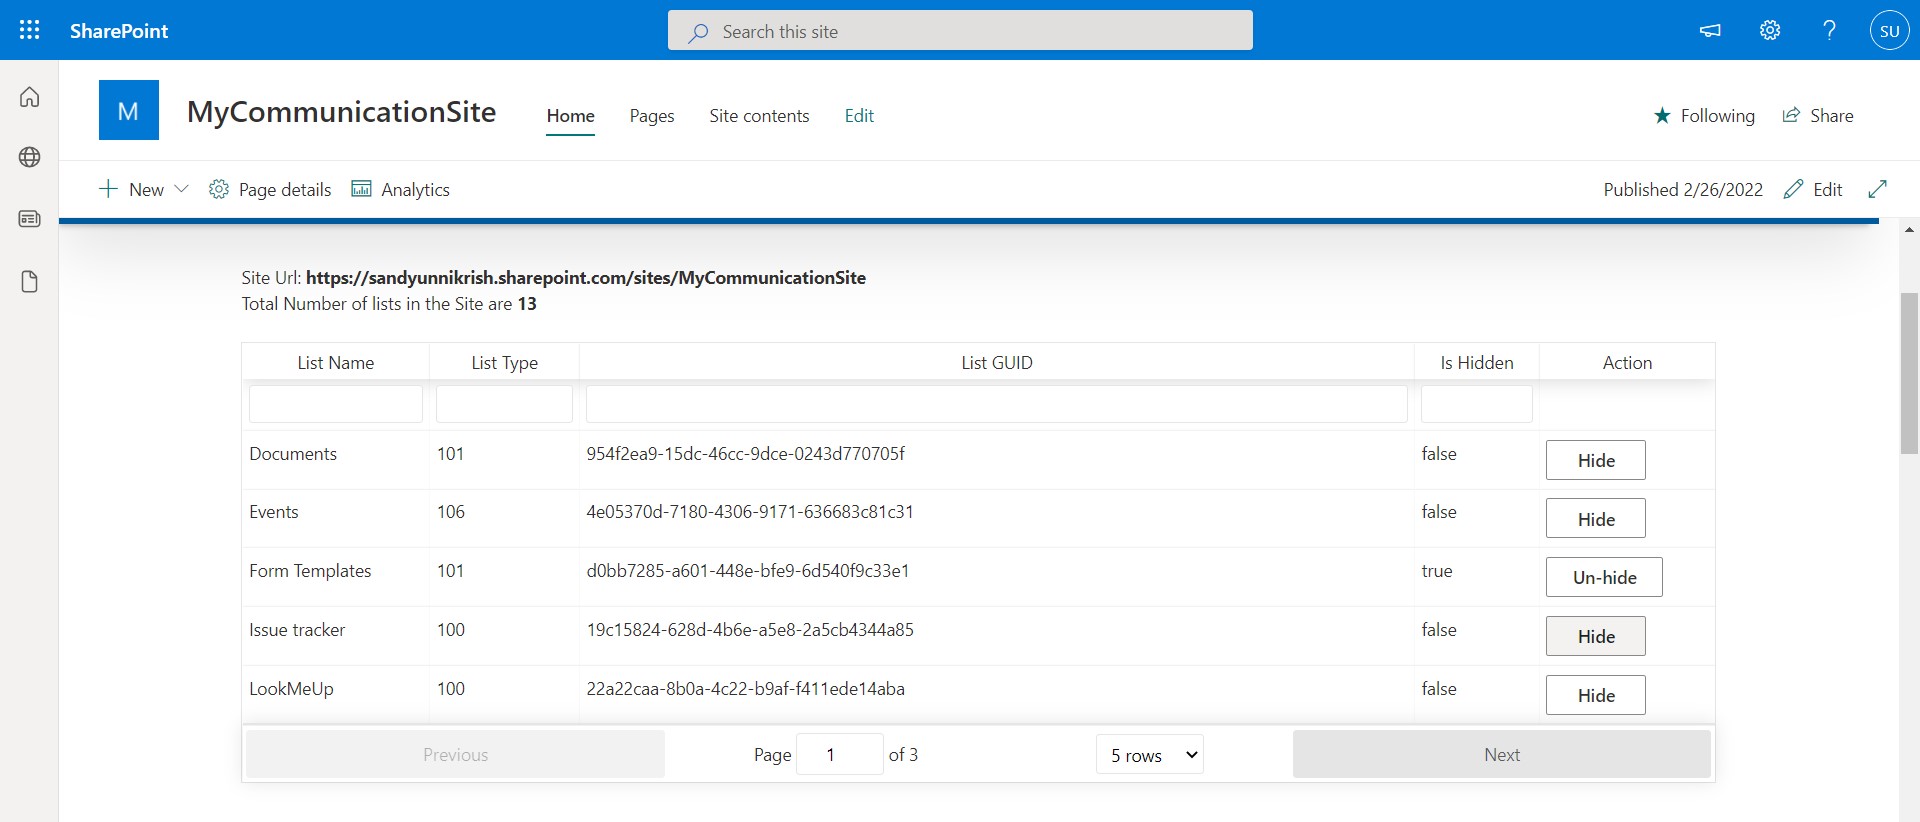 SharePoint
Search this site
SU
M
MyCommunicationSite
Home Pages Site contents Edit
Following Share
New Page details Analytics
Published 2/26/2022 Edit
Site Url: https://sandyunnikrish.sharepoint.com/sites/MyCommunicationSite
Total Number of lists in the Site are 13
List Name List Type List GUID Is Hidden Action
Documents 101 954f2ea9-15dc-46cc-9dce-0243d770705f false Hide
Events 106 4e05370d-7180-4306-9171-636683c81c31 false Hide
Form Templates 101 d0bb7285-a601-448e-bfe9-6d540f9c33e1 true Un-hide
Issue tracker 100 19c15824-628d-4b6e-a5e8-2a5cb4344a85 false Hide
LookMeUp 100 22a22caa-8b0a-4c22-b9af-f411ede14aba false Hide
Previous Page 1 of 3 5 rows Next